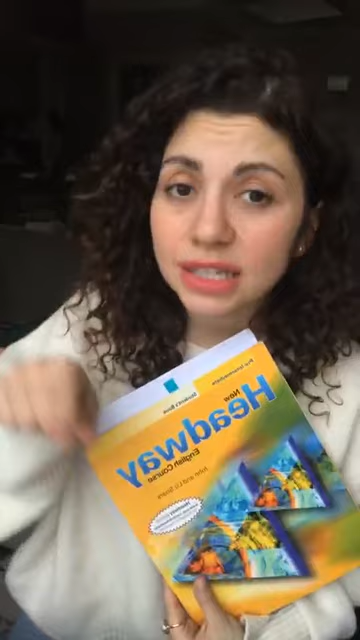 Pre-Intermediate
Student's Book
New
Headway
English Course
John and Liz Soars